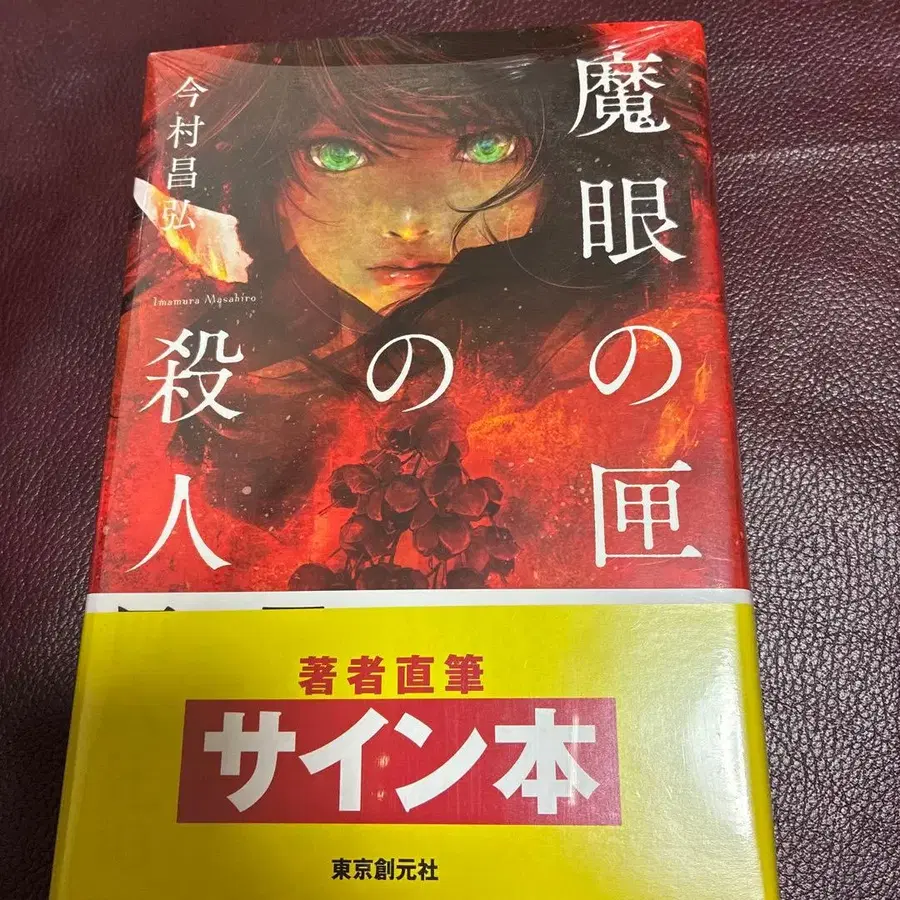 魔眼の匣
の
殺人
今村昌弘
Imamura Masahiro
著者直筆
サイン本
東京創元社